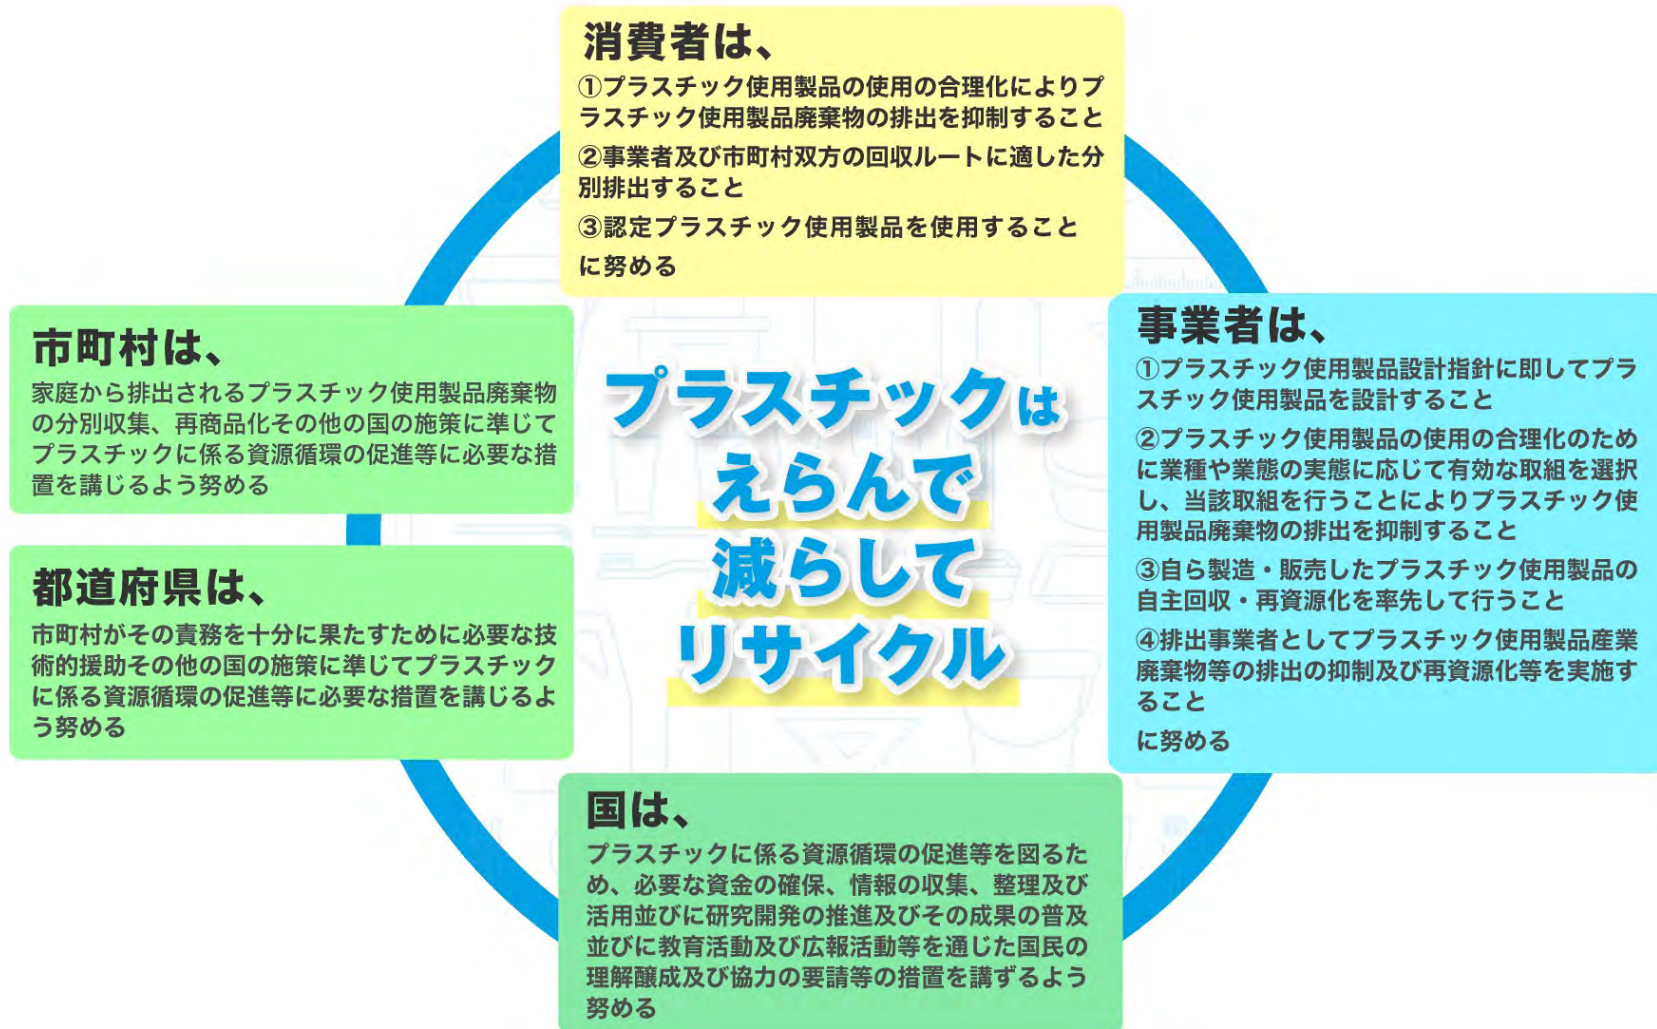 消費者は、
①プラスチック使用製品の使用の合理化によりプ
ラスチック使用製品廃棄物の排出を抑制すること
②事業者及び市町村双方の回収ルートに適した分
別排出すること
③認定プラスチック使用製品を使用すること
に努める
市町村は、
家庭から排出されるプラスチック使用製品廃棄物
の分別収集、再商品化その他の国の施策に準じて
プラスチックに係る資源循環の促進等に必要な措
置を講じるよう努める
都道府県は、
市町村がその責務を十分に果たすために必要な技
術的援助その他の国の施策に準じてプラスチック
に係る資源循環の促進等に必要な措置を講じるよ
う努める
プラスチックは
えらんで
減らして
リサイクル
事業者は、
①プラスチック使用製品設計指針に即してプラ
スチック使用製品を設計すること
②プラスチック使用製品の使用の合理化のため
に業種や業態の実態に応じて有効な取組を選択
し、当該取組を行うことによりプラスチック使
用製品廃棄物の排出を抑制すること
③自ら製造・販売したプラスチック使用製品の
自主回収・再資源化を率先して行うこと
④排出事業者としてプラスチック使用製品産業
廃棄物等の排出の抑制及び再資源化等を実施す
ること
に努める
国は、
プラスチックに係る資源循環の促進等を図るた
め、必要な資金の確保、情報の収集、整理及び
活用並びに研究開発の推進及びその成果の普及
並びに教育活動及び広報活動等を通じた国民の
理解醸成及び協力の要請等の措置を講ずるよう
努める